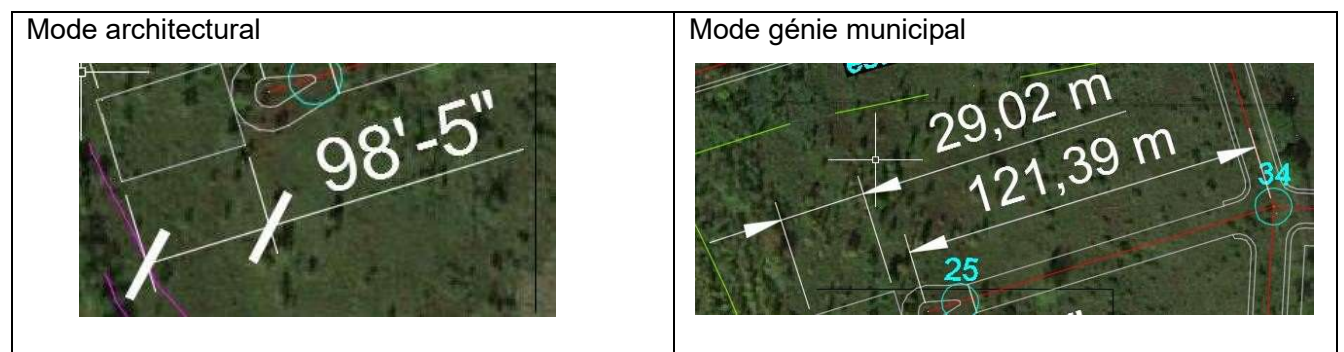 Mode architectural
98'-5"
Mode génie municipal
29,02 m
121,39 m
34
25